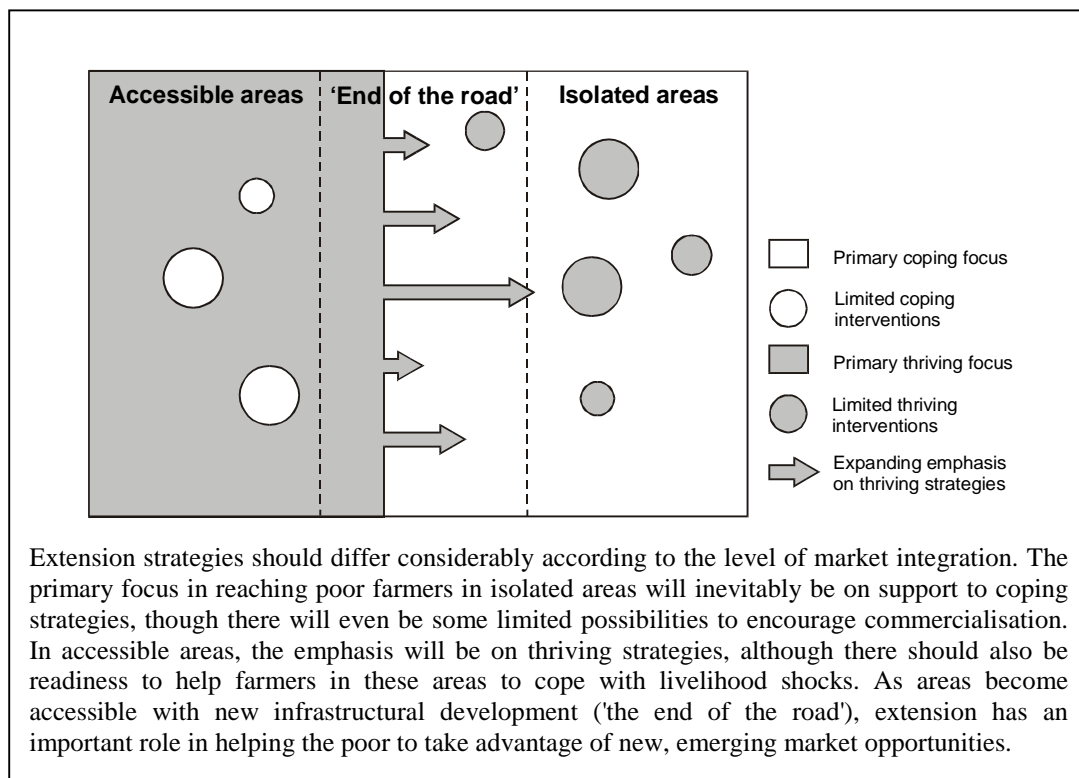 Accessible areas
'End of the road'
Isolated areas
Primary coping focus
Limited coping
interventions
Primary thriving focus
Limited thriving
interventions
Expanding emphasis
on thriving strategies
Extension strategies should differ considerably according to the level of market integration. The
primary focus in reaching poor farmers in isolated areas will inevitably be on support to coping
strategies, though there will even be some limited possibilities to encourage commercialisation.
In accessible areas, the emphasis will be on thriving strategies, although there should also be
readiness to help farmers in these areas to cope with livelihood shocks. As areas become
accessible with new infrastructural development ('the end of the road'), extension has an
important role in helping the poor to take advantage of new, emerging market opportunities.